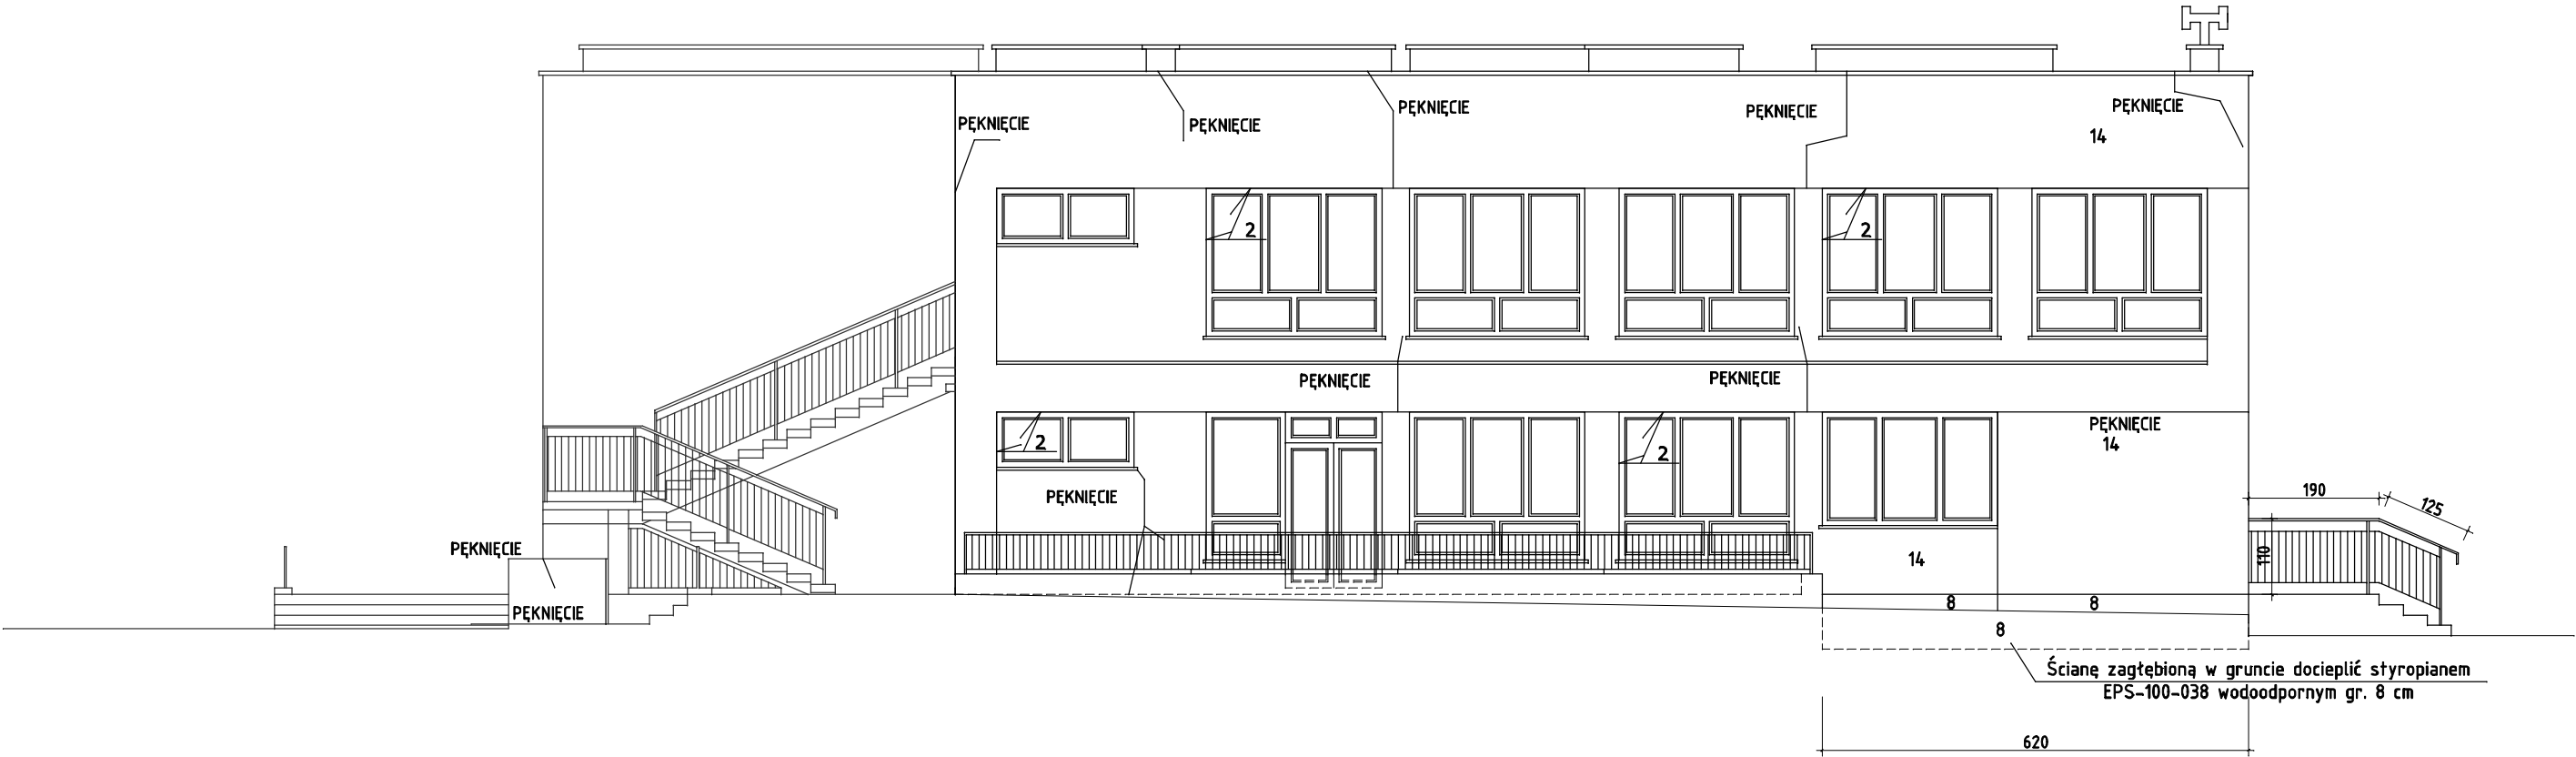 PĘKNIĘCIE
PĘKNIĘCIE
PĘKNIĘCIE
PĘKNIĘCIE
PĘKNIĘCIE
14
2
2
PĘKNIĘCIE
PĘKNIĘCIE
PĘKNIĘCIE
14
2
2
PĘKNIĘCIE
190
125
110
PĘKNIĘCIE
14
PĘKNIĘCIE
8
8
8
Ścianę zagłębioną w gruncie docieplić styropianem
EPS-100-038 wodoodpornym gr. 8 cm
620